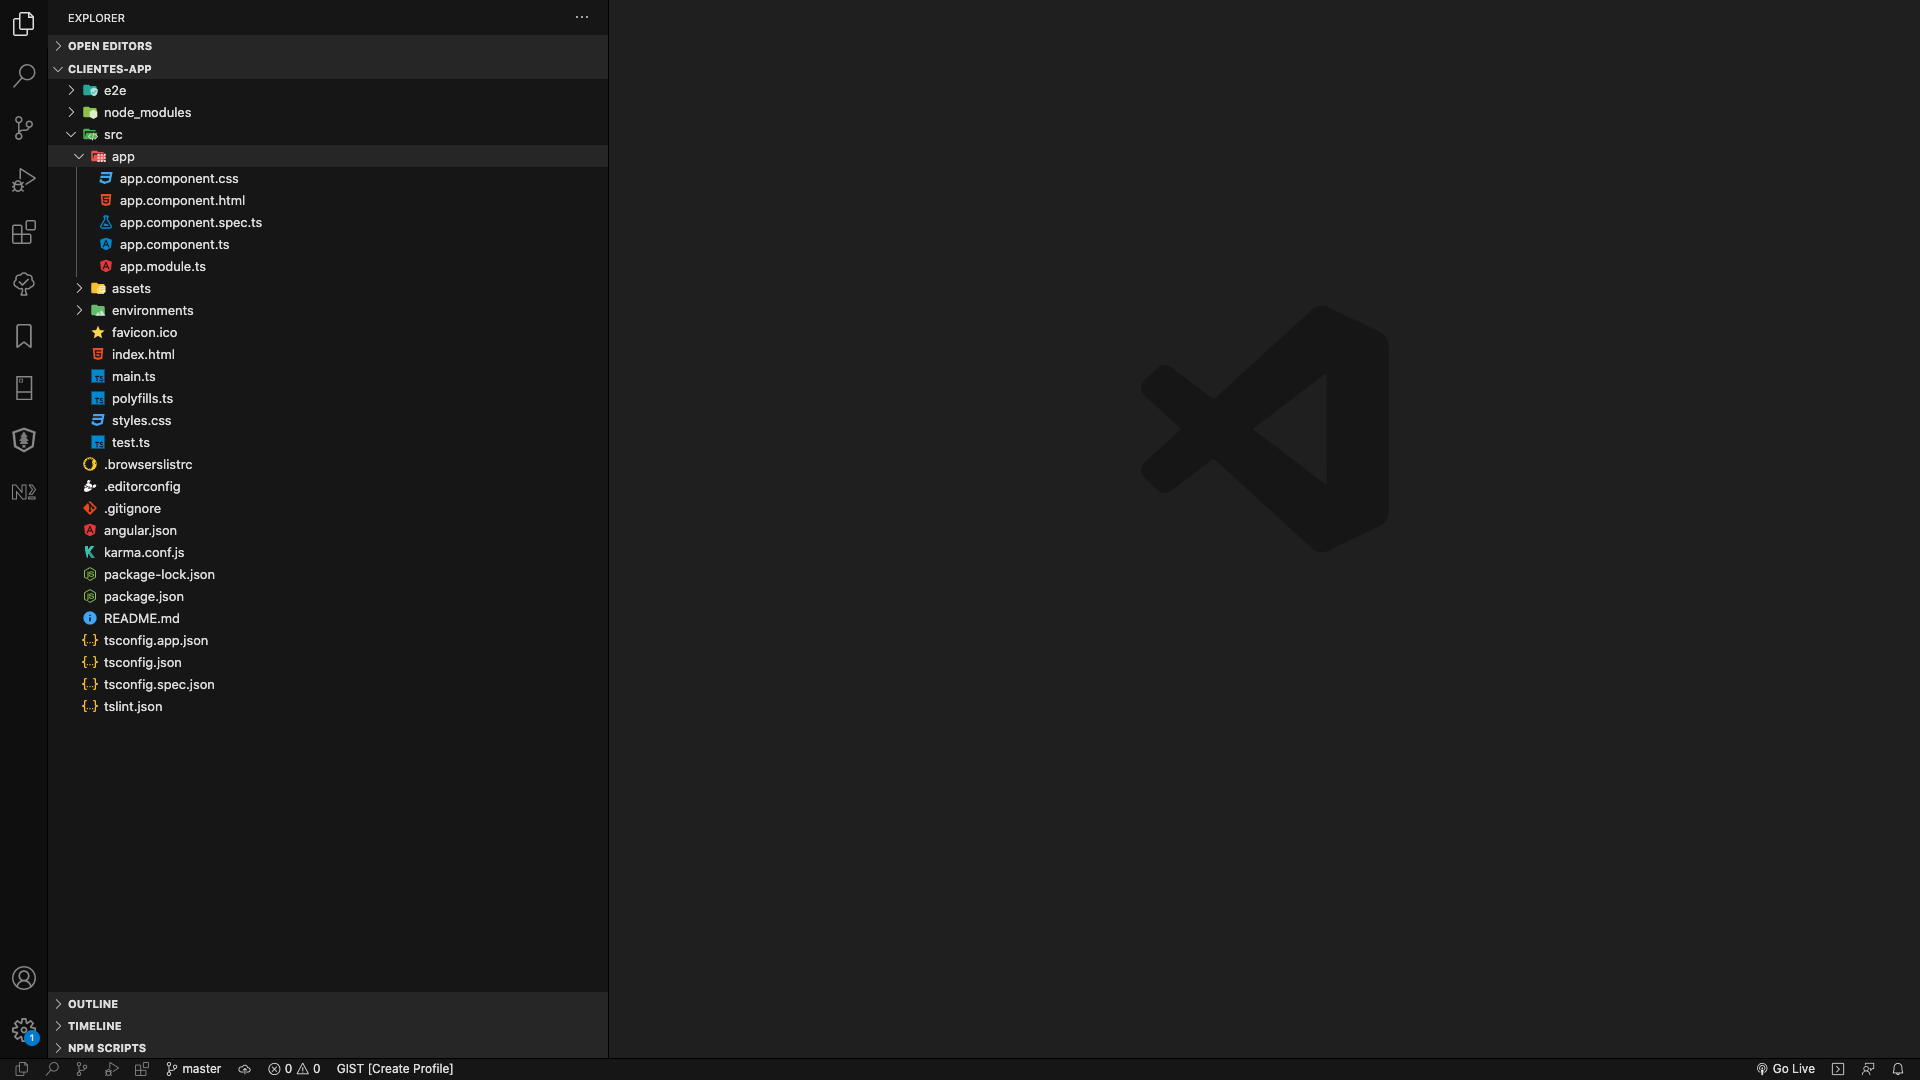 EXPLORER
OPEN EDITORS
CLIENTES-APP
e2e
node_modules
src
app
app.component.css
app.component.html
app.component.spec.ts
app.component.ts
app.module.ts
assets
environments
favicon.ico
index.html
main.ts
polyfills.ts
styles.css
test.ts
.browserslistrc
.editorconfig
.gitignore
angular.json
karma.conf.js
package-lock.json
package.json
README.md
tsconfig.app.json
tsconfig.json
tsconfig.spec.json
tslint.json
OUTLINE
TIMELINE
NPM SCRIPTS
1
master 0 0 GIST [Create Profile] Go Live